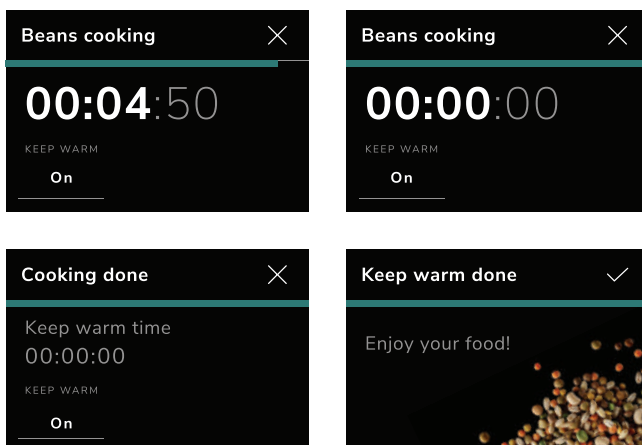 Beans cooking
00:04:50
KEEP WARM
On
Beans cooking
00:00:00
KEEP WARM
On
Cooking done
Keep warm time
00:00:00
KEEP WARM
On
Keep warm done
Enjoy your food!